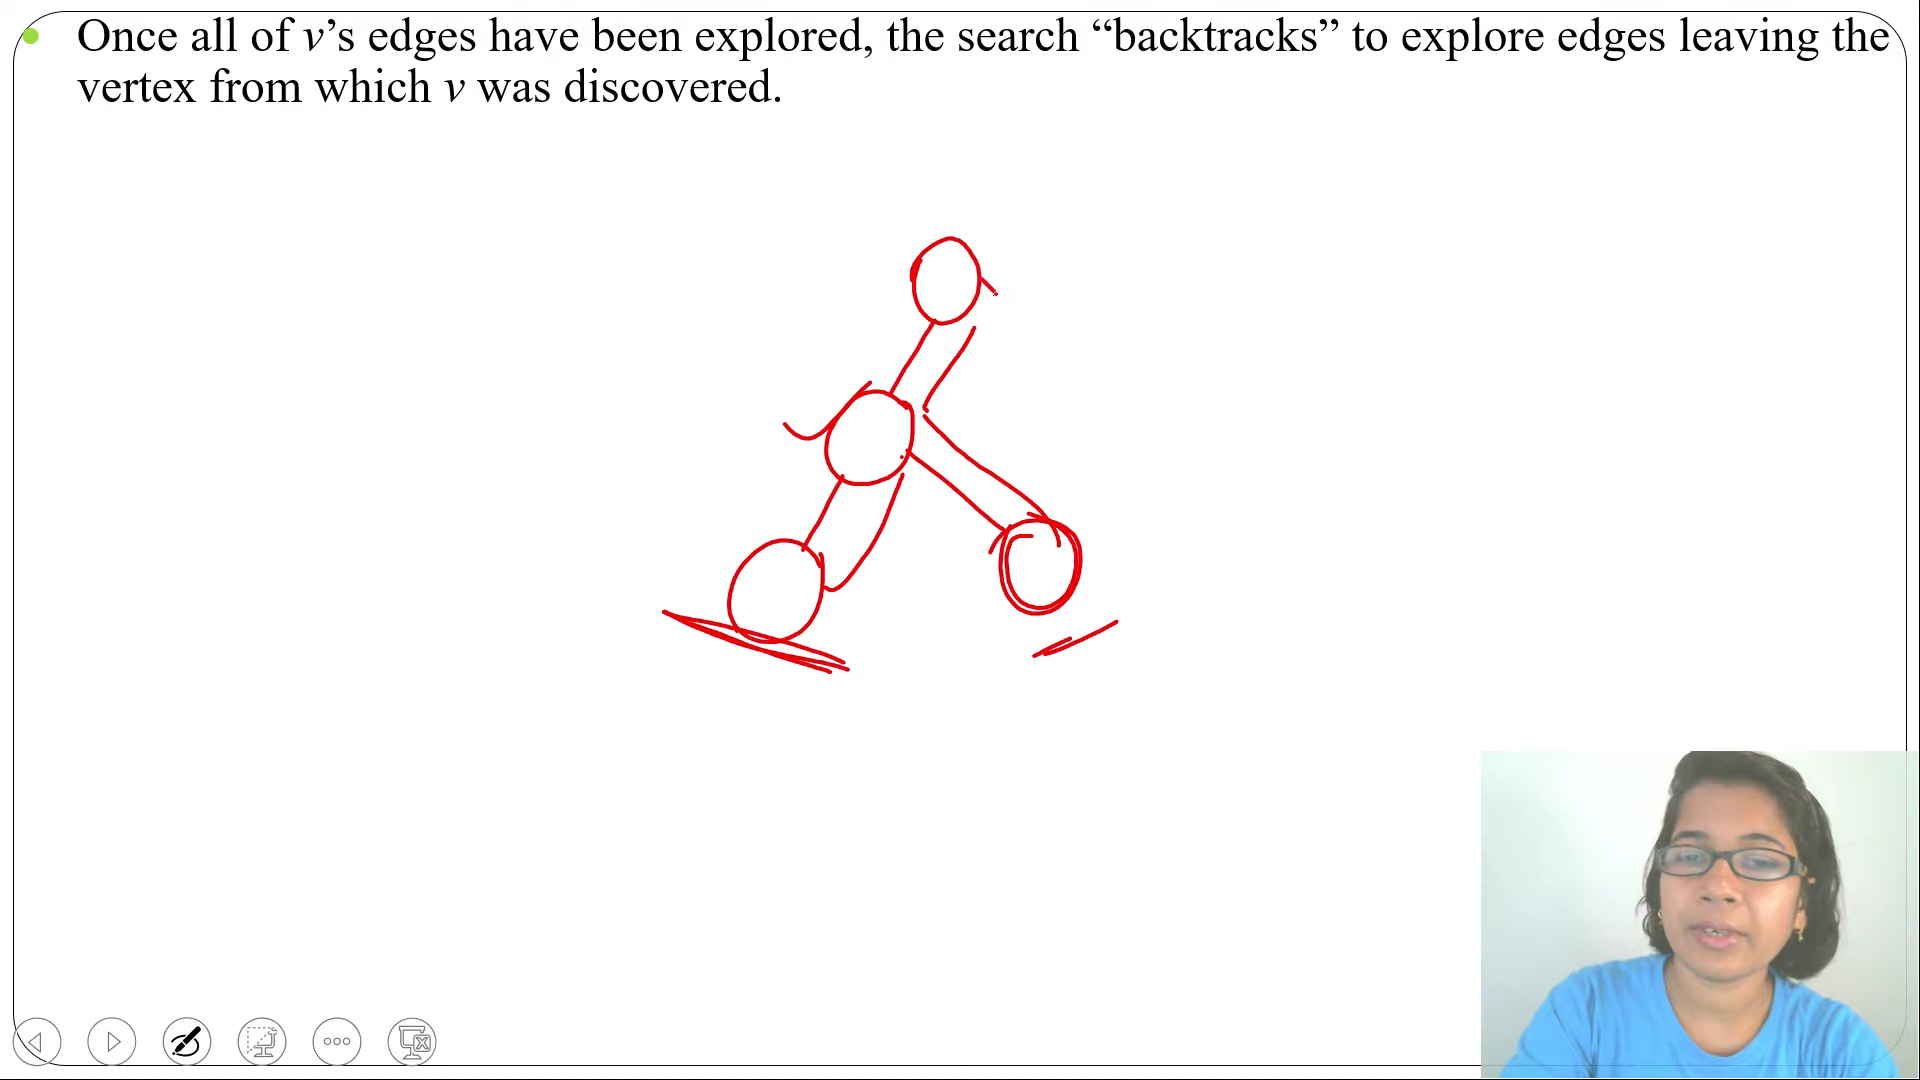 Once all of v’s edges have been explored, the search “backtracks” to explore edges leaving the
vertex from which v was discovered.